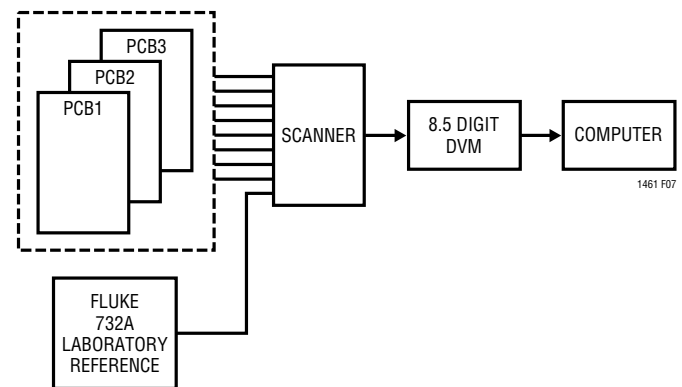 PCB3
PCB2
PCB1
SCANNER
8.5 DIGIT
DVM
COMPUTER
1461 F07
FLUKE
732A
LABORATORY
REFERENCE